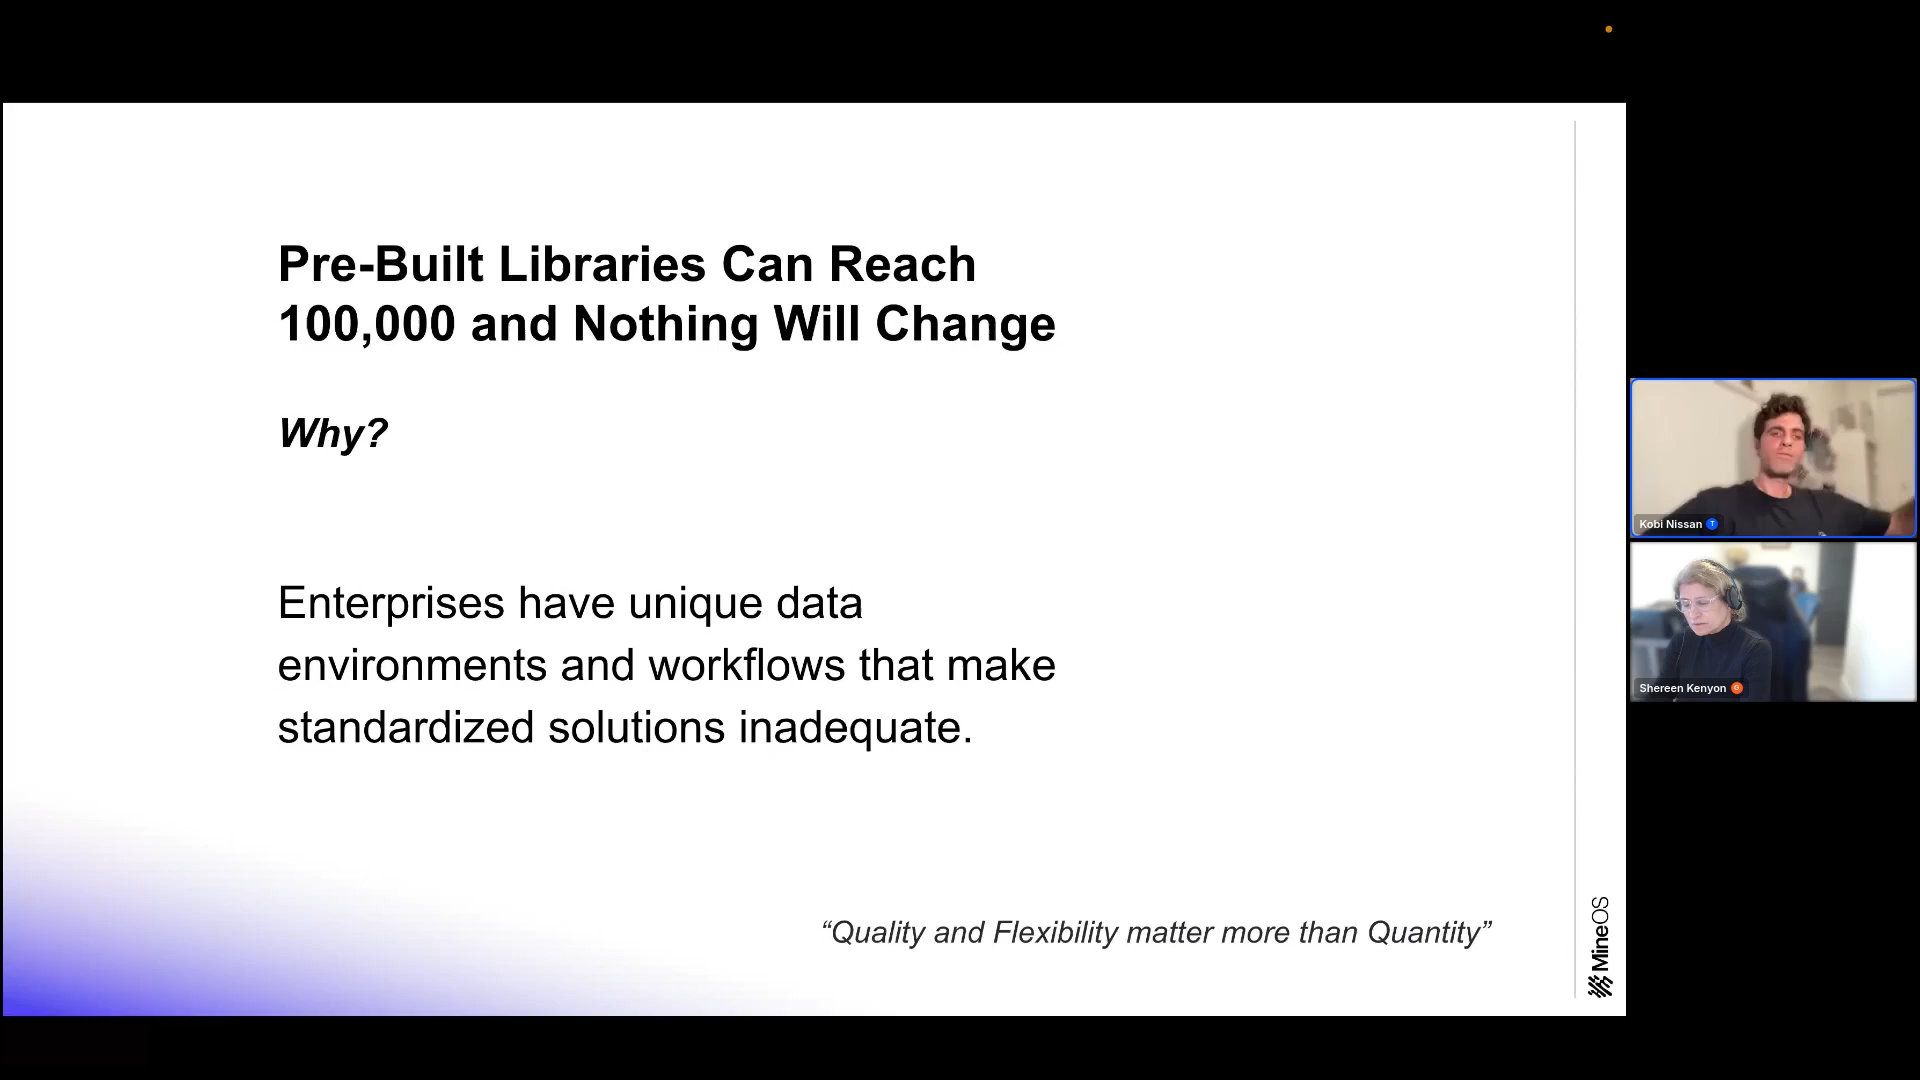 Pre-Built Libraries Can Reach
100,000 and Nothing Will Change
Why?
Enterprises have unique data
environments and workflows that make
standardized solutions inadequate.
“Quality and Flexibility matter more than Quantity”
MineOS
Kobi Nissan T
Shereen Kenyon